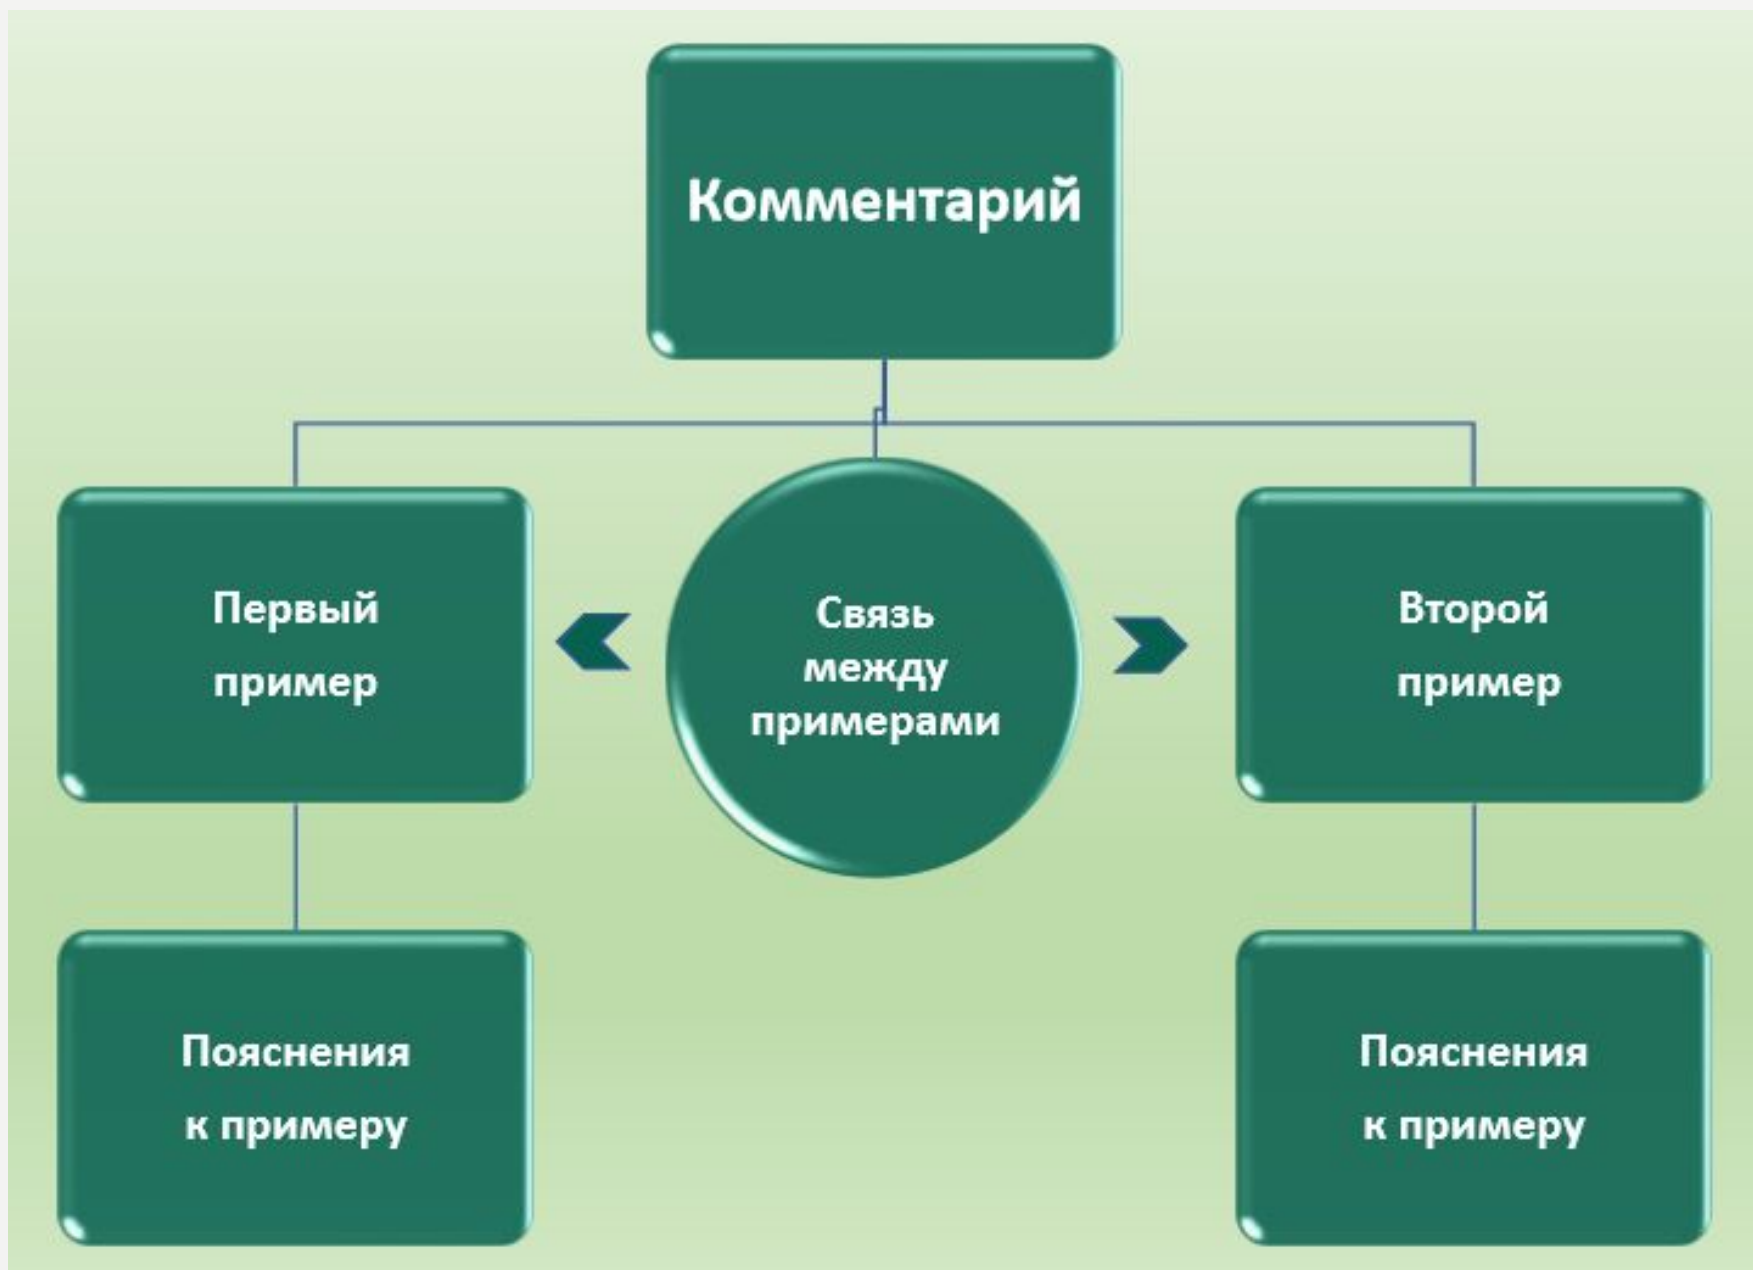 Комментарий
Первый
пример
Связь
между
примерами
Второй
пример
Пояснения
к примеру
Пояснения
к примеру